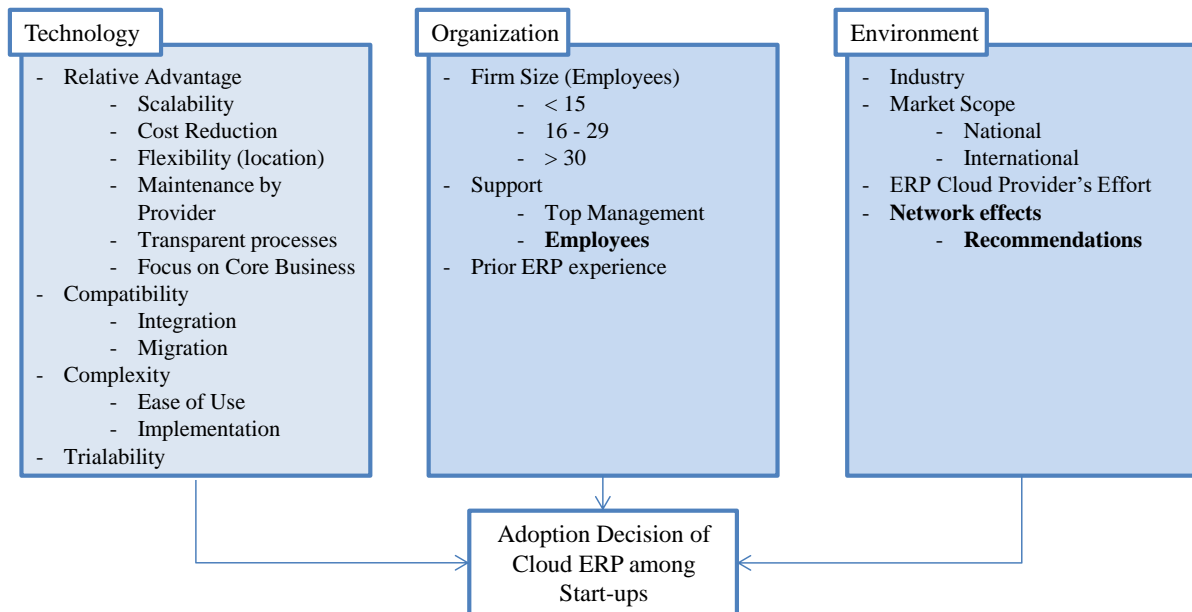 Technology
- Relative Advantage
- Scalability
- Cost Reduction
- Flexibility (location)
- Maintenance by
Provider
- Transparent processes
- Focus on Core Business
- Compatibility
- Integration
- Migration
- Complexity
- Ease of Use
- Implementation
- Trialability
Organization
- Firm Size (Employees)
- < 15
- 16 - 29
- > 30
- Support
- Top Management
- Employees
- Prior ERP experience
Environment
- Industry
- Market Scope
- National
- International
- ERP Cloud Provider’s Effort
- Network effects
- Recommendations
Adoption Decision of
Cloud ERP among
Start-ups